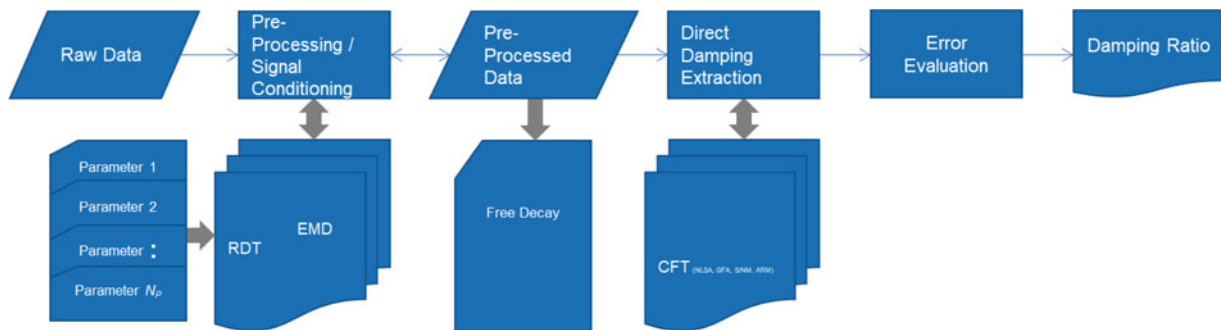 Raw Data
Pre-
Processing /
Signal
Conditioning
Pre-
Processed
Data
Direct
Damping
Extraction
Error
Evaluation
Damping Ratio
Parameter 1
Parameter 2
Parameter :
Parameter Np
RDT
EMD
Free Decay
CFT (NLSA, GFA, SINM, ARM)